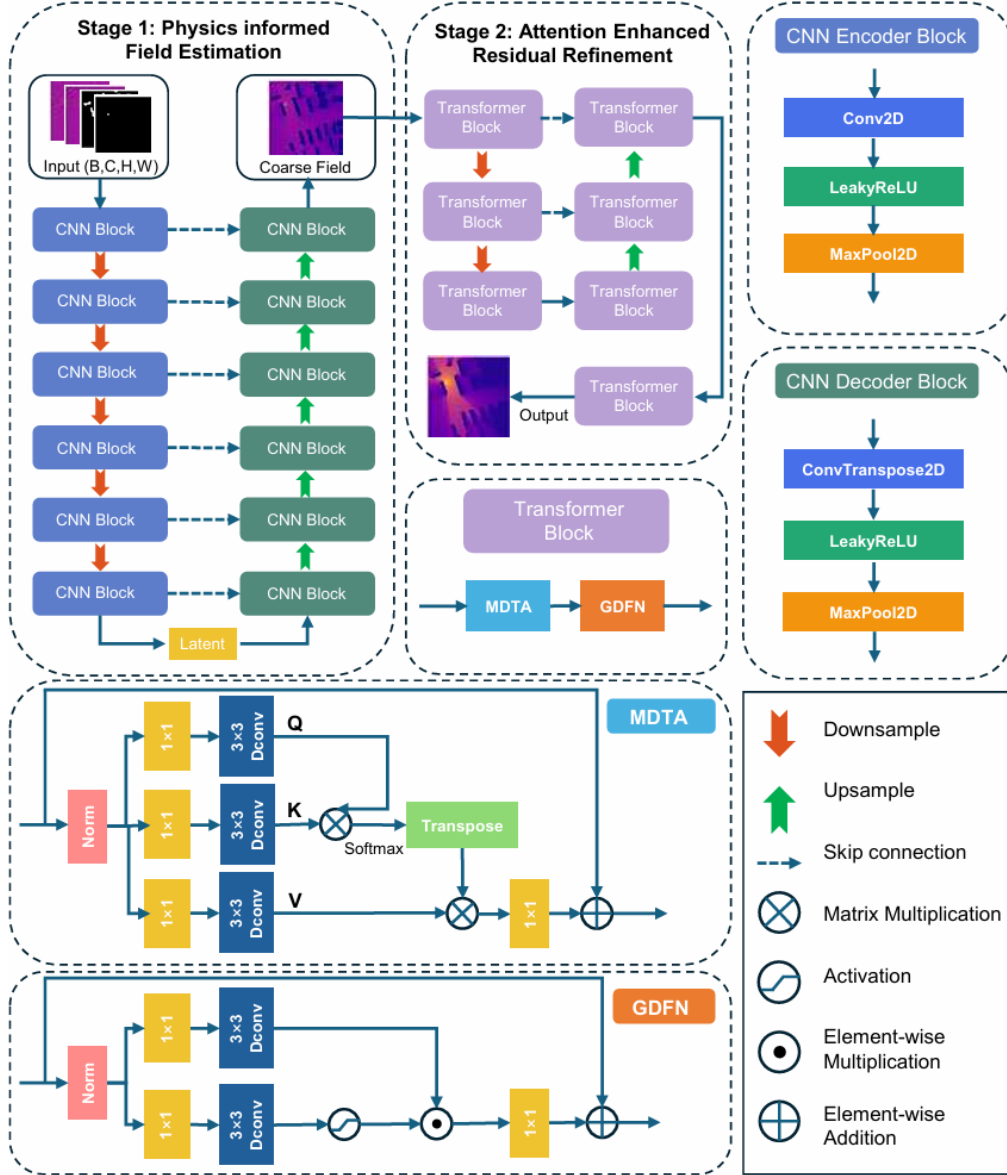 Stage 1: Physics informed
Field Estimation
Input (B,C,H,W)
Coarse Field
CNN Block
CNN Block
CNN Block
CNN Block
CNN Block
CNN Block
CNN Block
CNN Block
CNN Block
CNN Block
CNN Block
CNN Block
Latent
Stage 2: Attention Enhanced
Residual Refinement
Transformer
Block
Transformer
Block
Transformer
Block
Transformer
Block
Transformer
Block
Transformer
Block
Transformer
Block
Output
Transformer
Block
MDTA
GDFN
CNN Encoder Block
Conv2D
LeakyReLU
MaxPool2D
CNN Decoder Block
ConvTranspose2D
LeakyReLU
MaxPool2D
MDTA
Norm
1×1
3×3
Dconv
Q
1×1
3×3
Dconv
K
Softmax
Transpose
1×1
3×3
Dconv
V
1×1
GDFN
Norm
1×1
3×3
Dconv
1×1
3×3
Dconv
1×1
Downsample
Upsample
Skip connection
Matrix Multiplication
Activation
Element-wise
Multiplication
Element-wise
Addition